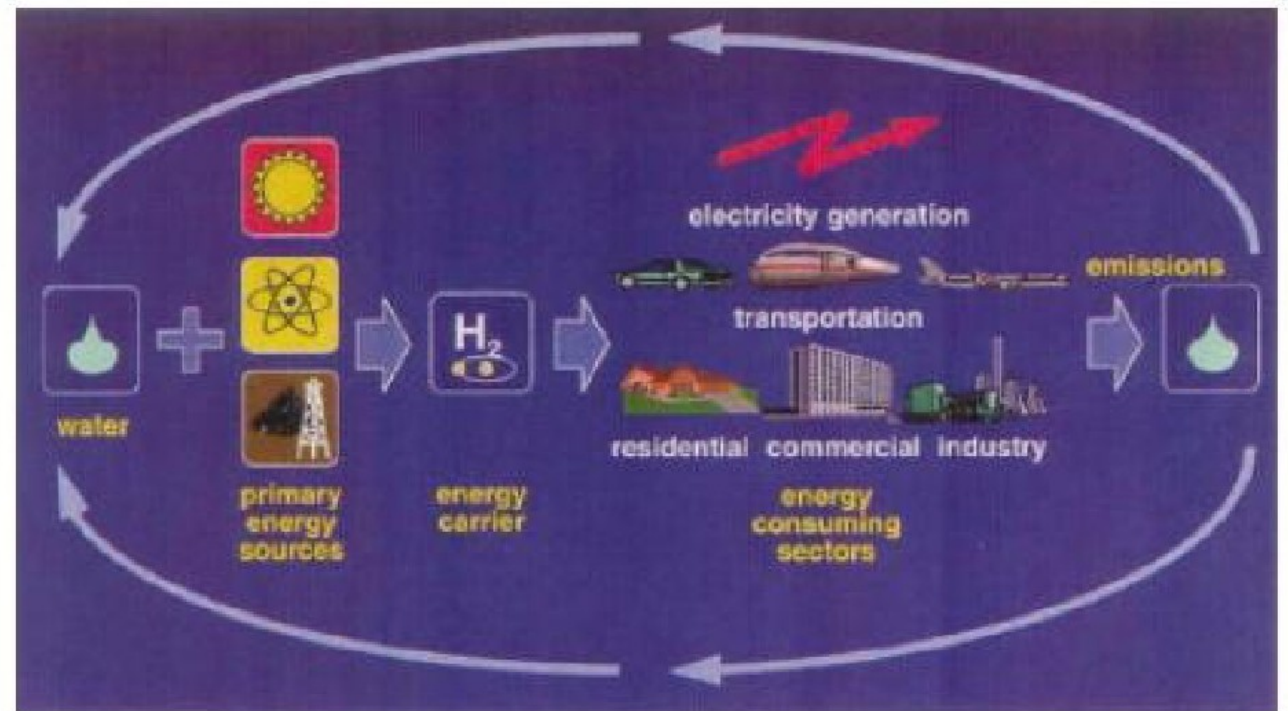 electricity generation
emissions
H2
transportation
water
residential commercial industry
primary
energy
sources
energy
carrier
energy
consuming
sectors